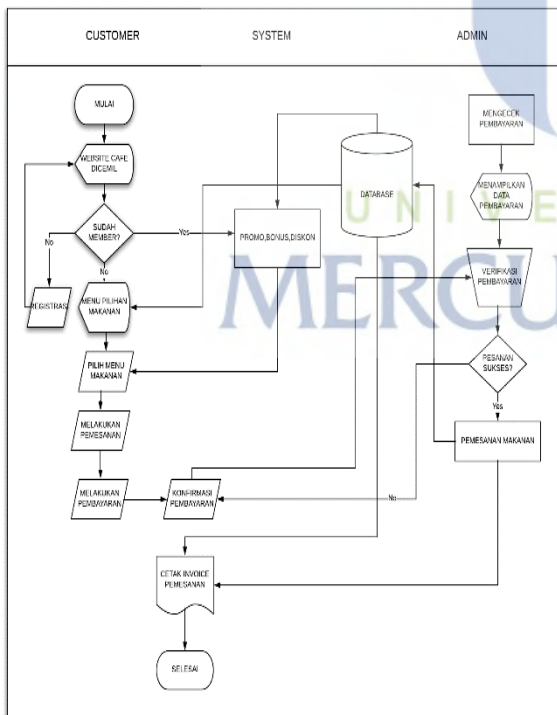 CUSTOMER
SYSTEM
ADMIN
MULAI
WEBSITE CAFE
DICEMIL
SUDAH
MEMBER?
No
Yes
No
REGISTRASI
MENU PILIHAN
MAKANAN
PILIH MENU
MAKANAN
MELAKUKAN
PEMESANAN
MELAKUKAN
PEMBAYARAN
KONFIRMASI
PEMBAYARAN
PROMO,BONUS,DISKON
DATABASE
CETAK INVOICE
PEMESANAN
SELESAI
MENGECEK
PEMBAYARAN
MENAMPILKAN
DATA
PEMBAYARAN
VERIFIKASI
PEMBAYARAN
PESANAN
SUKSES?
Yes
No
PEMESANAN MAKANAN
UNIVE
MERCU